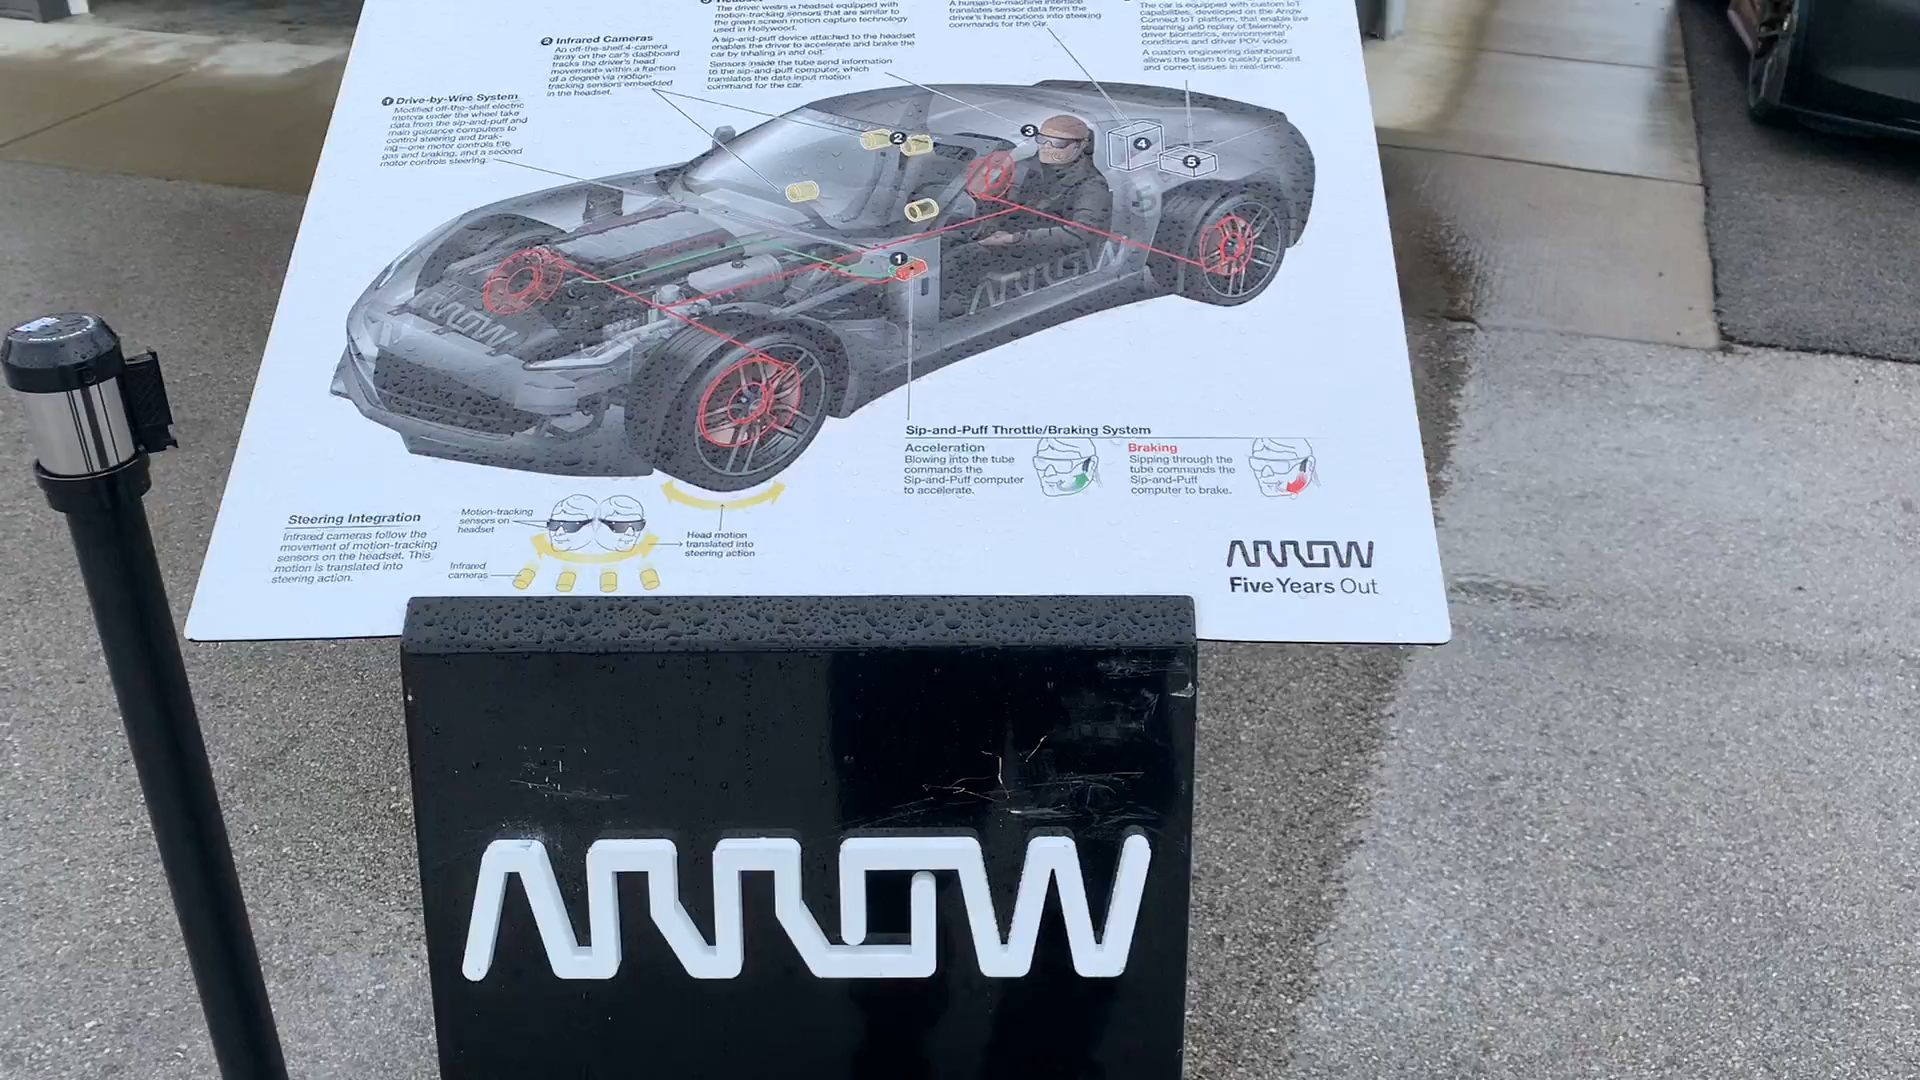 Headset
The driver wears a headset equipped with
motion-tracking sensors that are similar to
the green screen motion capture technology
used in Hollywood.
A sip-and-puff device attached to the headset
enables the driver to accelerate and brake the
car by inhaling in and out.
Sensors inside the tube send information
to the sip-and-puff computer, which
translates the data input motion
command for the car.
A human-to-machine interface
translates sensor data from the
driver's head motions into steering
commands for the car.
The car is equipped with custom IoT
capabilities, developed on the Arrow
Connect IoT platform, that enable live
streaming and replay of telemetry,
driver biometrics, environmental
conditions and driver POV video.
A custom engineering dashboard
allows the team to quickly pinpoint
and correct issues in real-time.
2 Infrared Cameras
An off-the-shelf 4-camera
array on the car's dashboard
tracks the driver's head
movements within a fraction
of a degree via motion-
tracking sensors embedded
in the headset.
1 Drive-by-Wire System
Modified off-the-shelf electric
motors under the wheel take
data from the sip-and-puff and
main guidance computers to
control steering and brak-
ing—one motor controls the
gas and braking, and a second
motor controls steering.
2
3
4
5
1
ARROW
ARROW
Sip-and-Puff Throttle/Braking System
Acceleration
Blowing into the tube
commands the
Sip-and-Puff computer
to accelerate.
Braking
Sipping through the
tube commands the
Sip-and-Puff
computer to brake.
Steering Integration
Infrared cameras follow the
movement of motion-tracking
sensors on the headset. This
motion is translated into
steering action.
Motion-tracking
sensors on
headset
Infrared
cameras
Head motion
translated into
steering action
ARROW
Five Years Out
ARROW